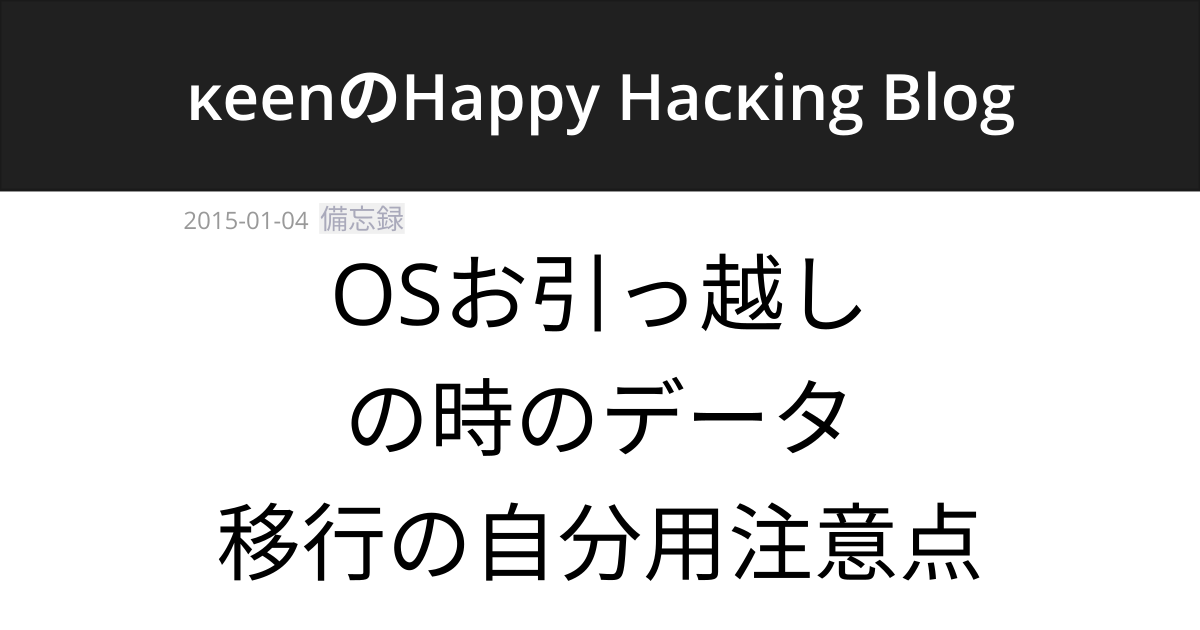 κeenのHappy Hacκing Blog
2015-01-04 備忘録
OSお引っ越し
の時のデータ
移行の自分用注意点